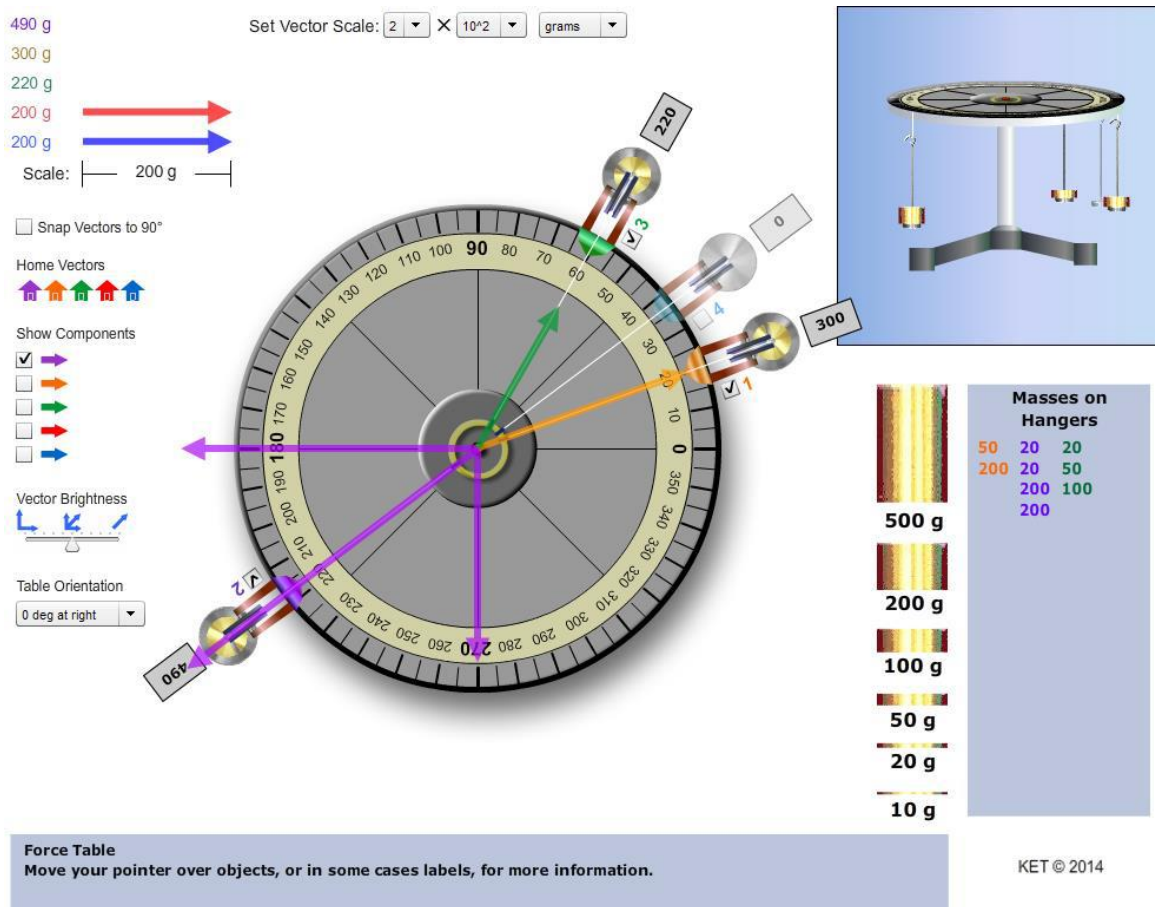 490 g
300 g
220 g
200 g
200 g
Scale: 200 g
Set Vector Scale: 2 × 10^2 grams
Snap Vectors to 90°
Home Vectors
Show Components
Vector Brightness
Table Orientation
0 deg at right
220
3
0
4
300
1
490
2
0
10
20
30
40
50
60
80
90
100
110
120
130
140
150
160
170
180
190
200
210
220
230
240
250
260
270
280
290
300
310
320
330
340
350
500 g
200 g
100 g
50 g
20 g
10 g
Masses on
Hangers
50 20 20
200 20 50
200 100
200
Force Table
Move your pointer over objects, or in some cases labels, for more information.
KET © 2014